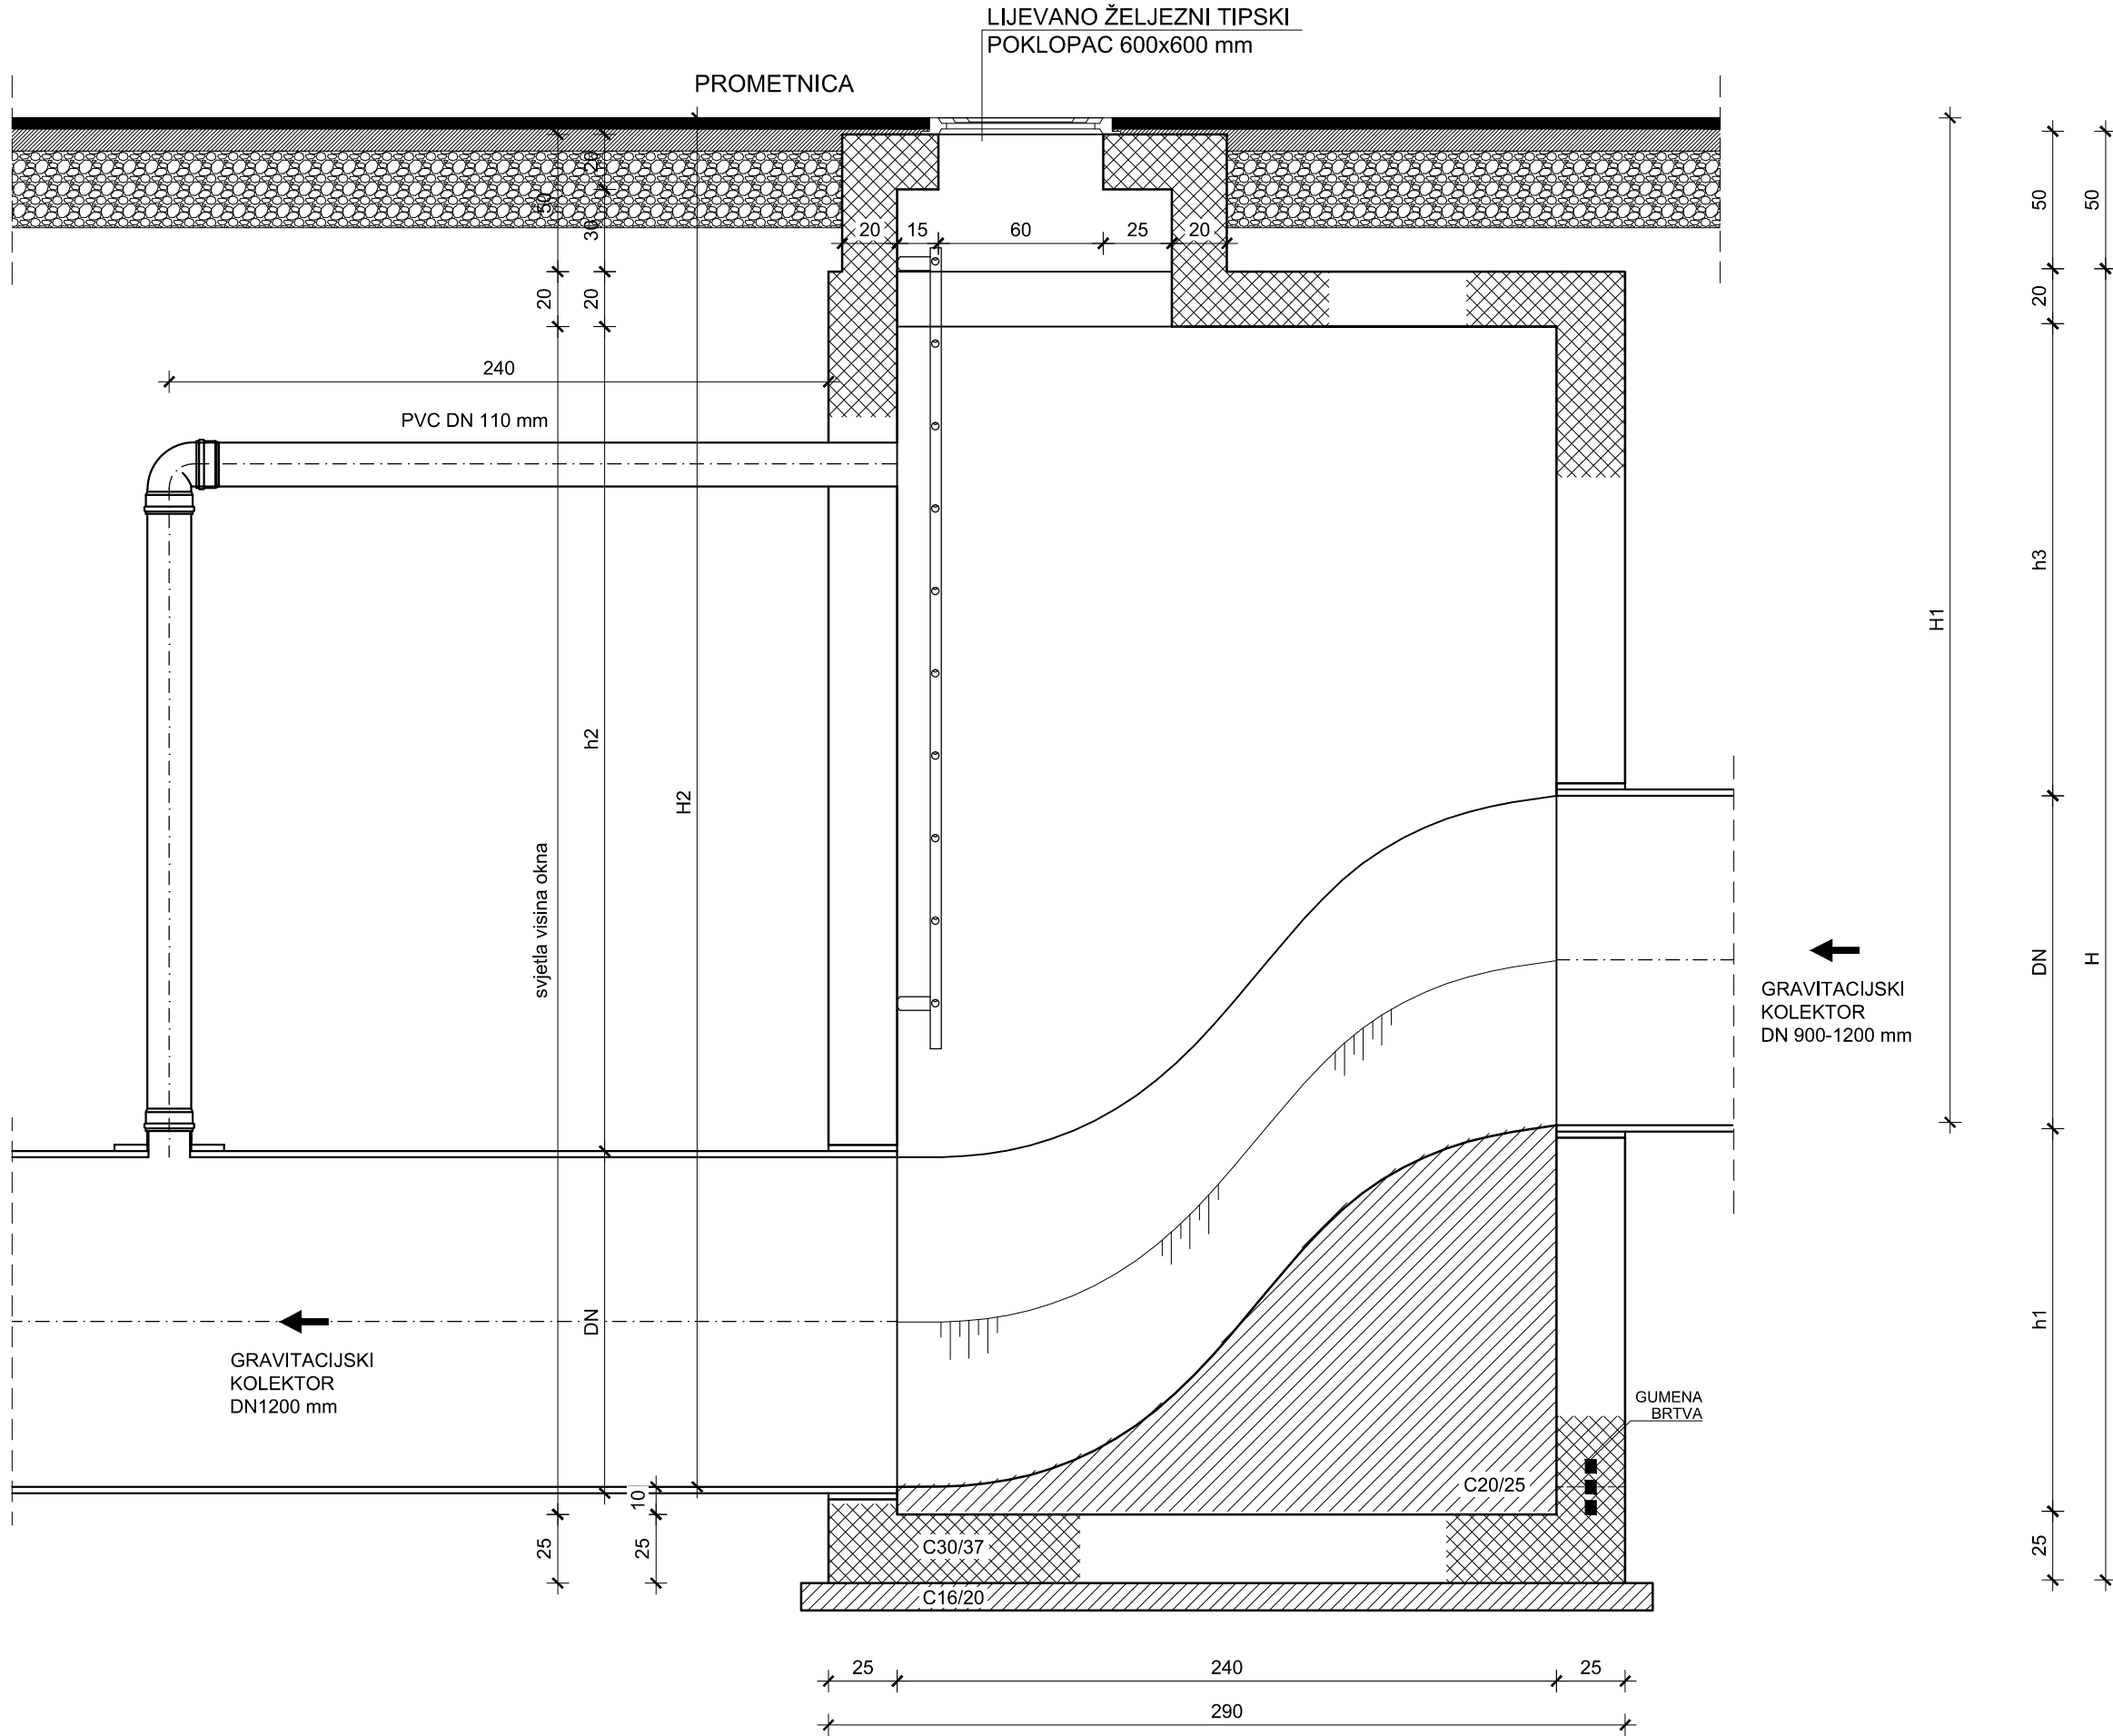 LIJEVANO ŽELJEZNI TIPSKI
POKLOPAC 600x600 mm
PROMETNICA
20
50
30
20
15
60
25
20
50
50
20
20
20
240
PVC DN 110 mm
h3
H1
h2
H2
svjetla visina okna
DN
H
GRAVITACIJSKI
KOLEKTOR
DN 900-1200 mm
DN
h1
GRAVITACIJSKI
KOLEKTOR
DN1200 mm
GUMENA
BRTVA
C20/25
10
25
25
C30/37
25
C16/20
25
240
25
290